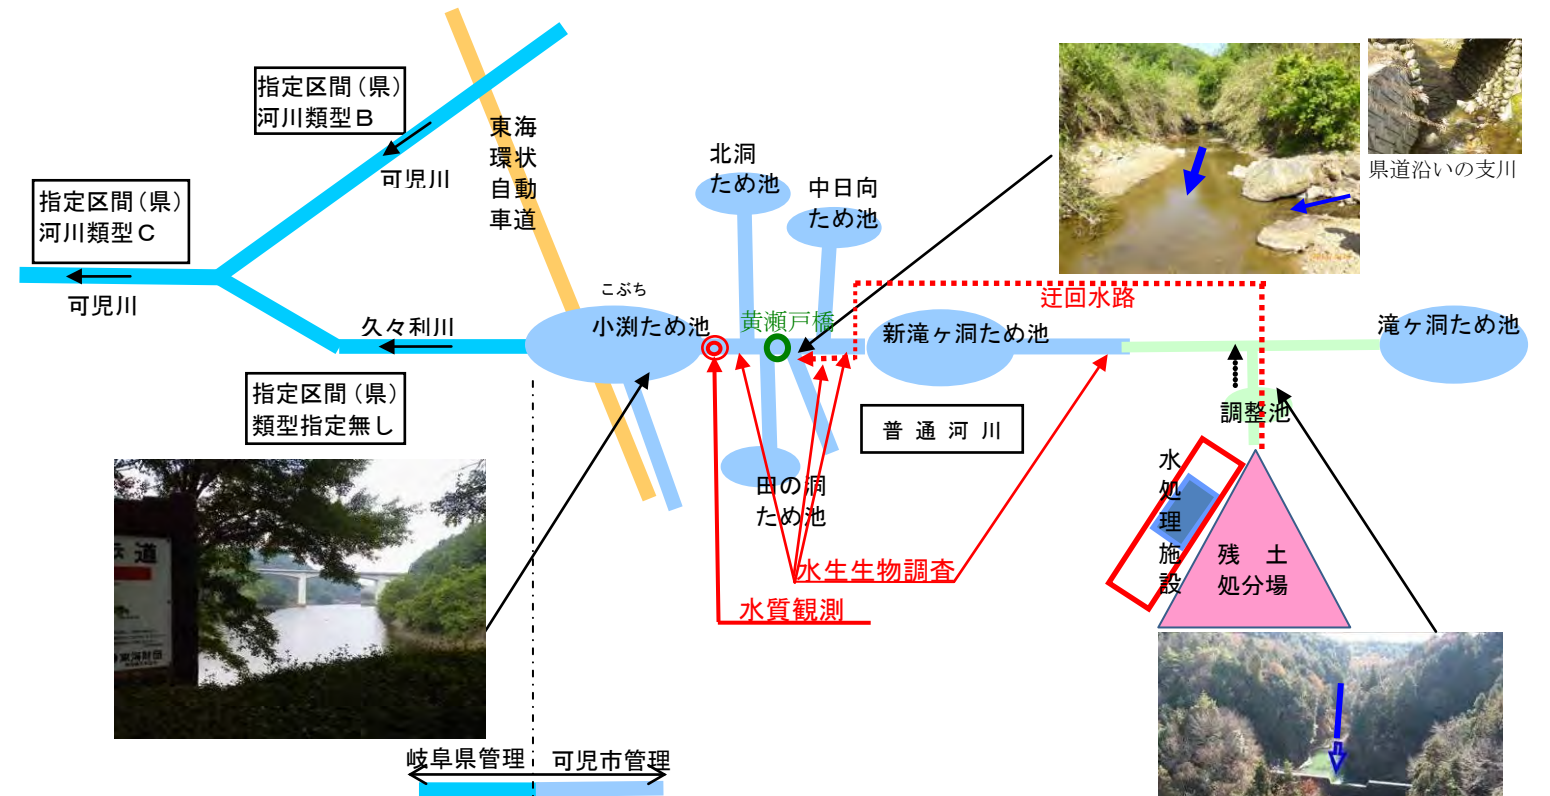 指定区間(県)
河川類型B
指定区間(県)
河川類型C
可児川
可児川
東海
環状
自動
車道
久々利川
指定区間(県)
類型指定無し
北洞
ため池
中日向
ため池
こぶち
小渕ため池
黄瀬戸橋
新滝ヶ洞ため池
迂回水路
滝ヶ洞ため池
県道沿いの支川
普通河川
調整池
田の洞
ため池
水処理施設
残土
処分場
水生生物調査
水質観測
道
岐阜県管理
可児市管理